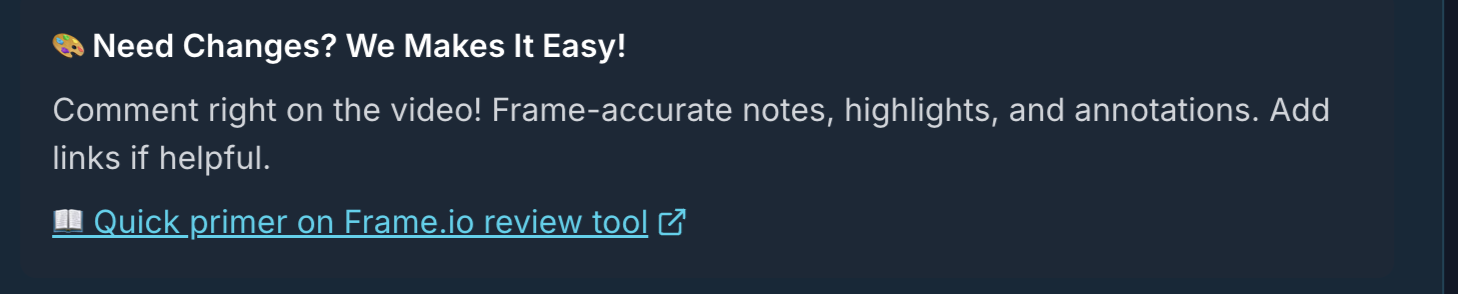 🎨 Need Changes? We Makes It Easy!
Comment right on the video! Frame-accurate notes, highlights, and annotations. Add
links if helpful.
📖 Quick primer on Frame.io review tool